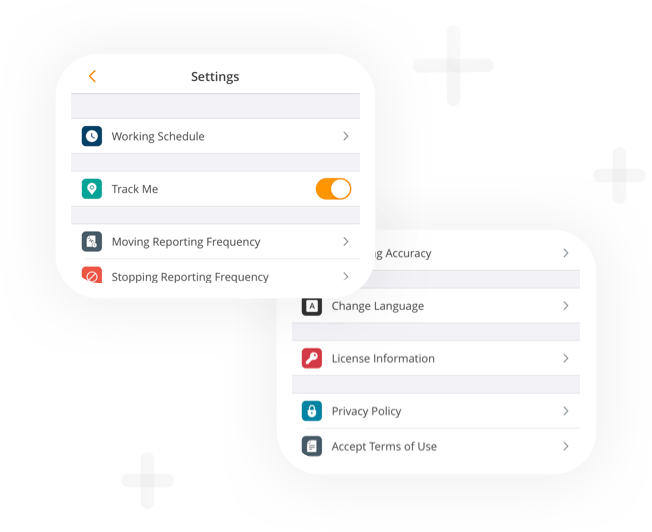 Settings
Working Schedule
Track Me
Moving Reporting Frequency
Stopping Reporting Frequency
Accuracy
A
Change Language
License Information
Privacy Policy
Accept Terms of Use